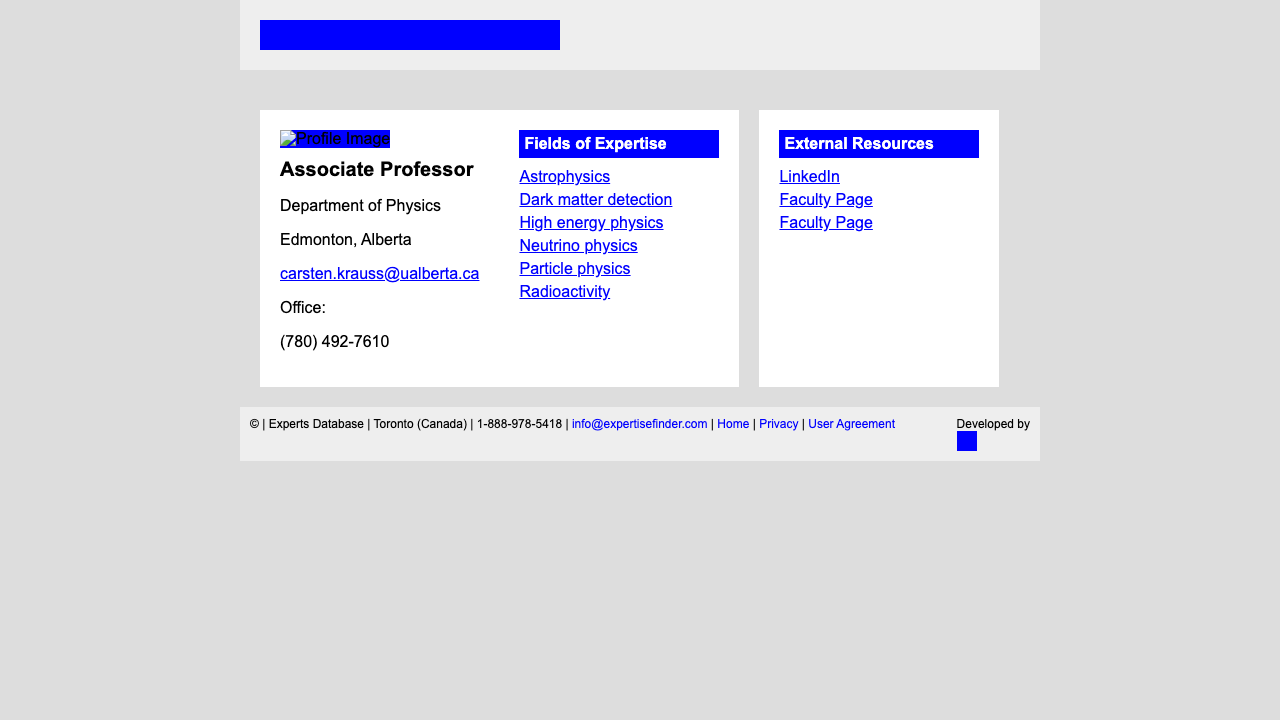 Profile Image
Associate Professor
Department of Physics
Edmonton, Alberta
carsten.krauss@ualberta.ca
Office:
(780) 492-7610
Fields of Expertise
Astrophysics
Dark matter detection
High energy physics
Neutrino physics
Particle physics
Radioactivity
External Resources
LinkedIn
Faculty Page
Faculty Page
© | Experts Database | Toronto (Canada) | 1-888-978-5418 | info@expertisefinder.com | Home | Privacy | User Agreement
Developed by